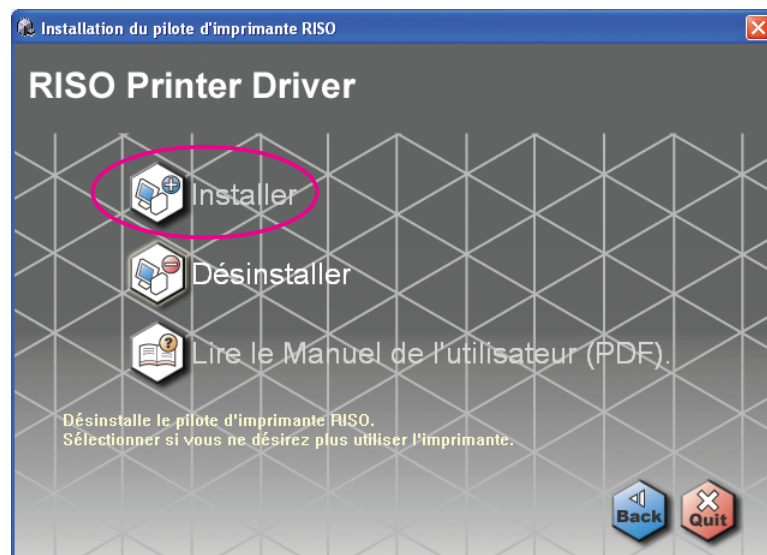 Installation du pilote d'imprimante RISO
RISO Printer Driver
Installer
Désinstaller
Lire le Manuel de l'utilisateur (PDF).
Désinstalle le pilote d'imprimante RISO.
Sélectionner si vous ne désirez plus utiliser l'imprimante.
Back
Quit